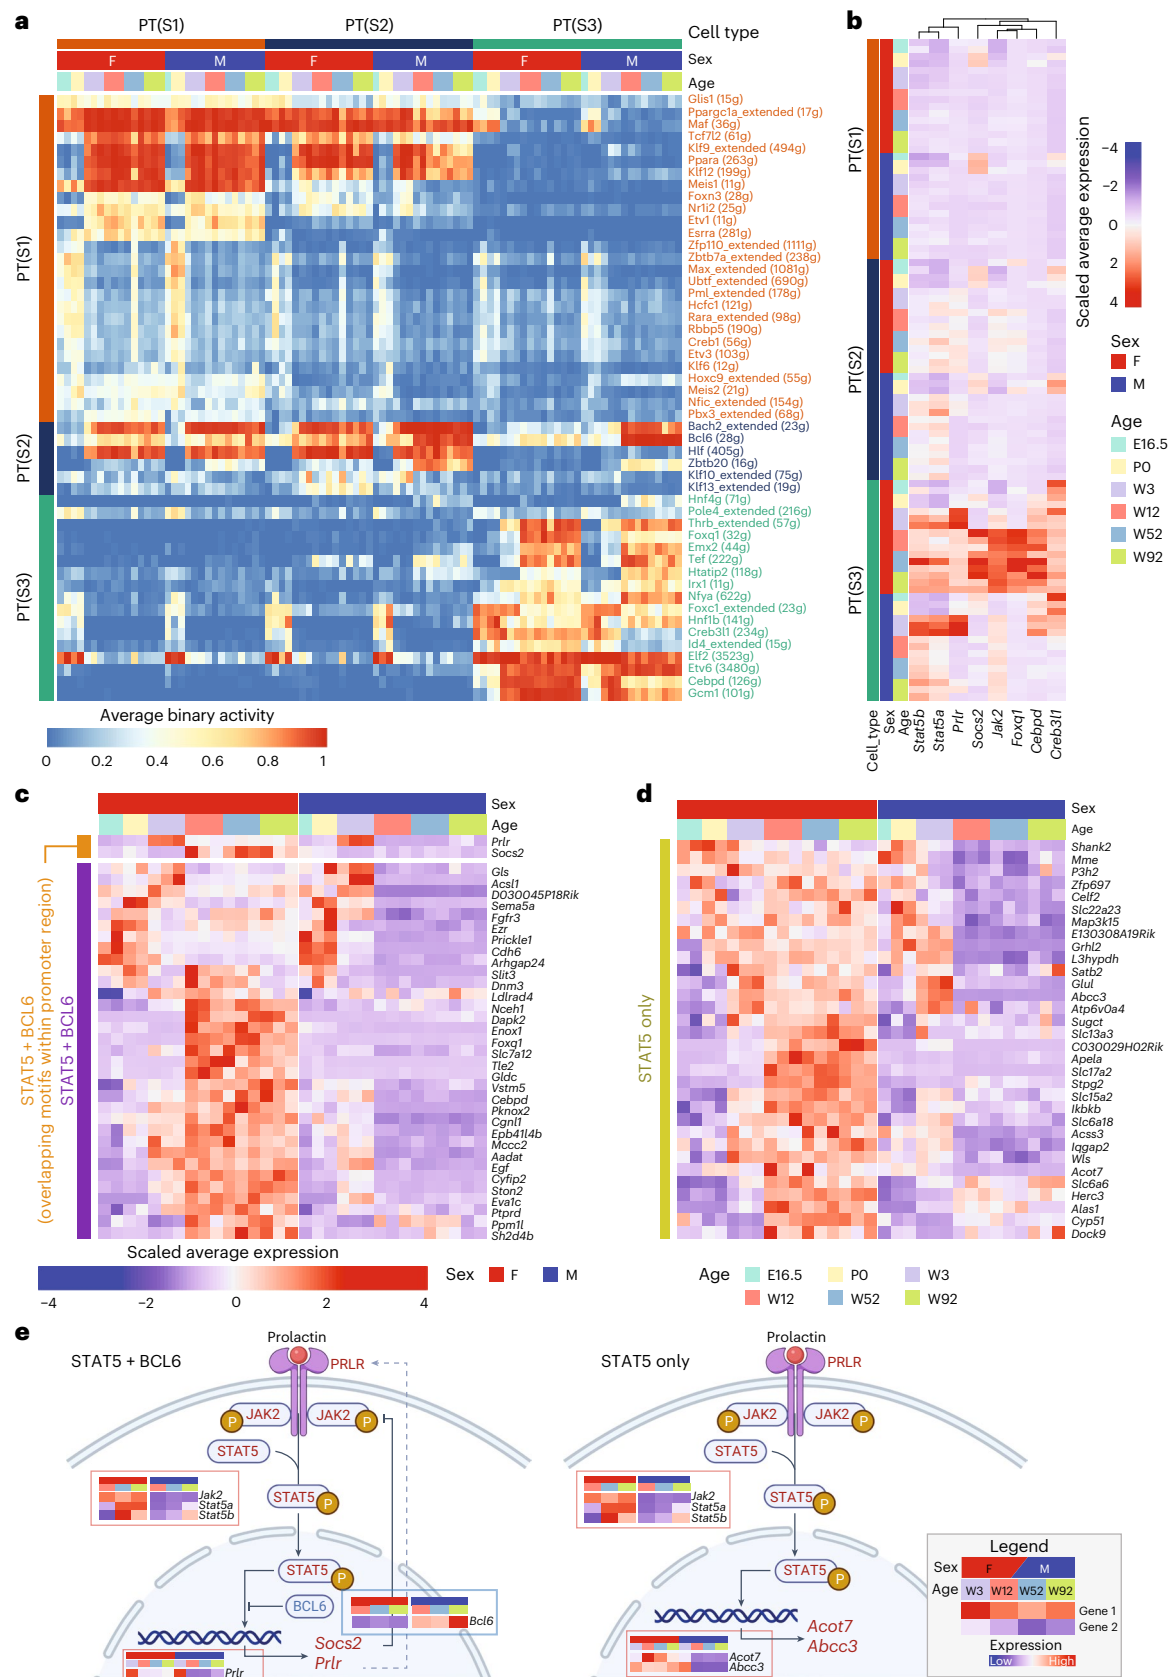 a
PT(S1) PT(S2) PT(S3) Cell type
F M F M F M Sex
Age
Glis1 (15g)
Ppargc1a_extended (17g)
Maf (36g)
Tcf7l2 (61g)
Klf9_extended (494g)
Ppara (263g)
Klf12 (199g)
Meis1 (11g)
Foxn3 (28g)
Nr1i2 (25g)
Etv1 (11g)
Esrra (281g)
Zfp110_extended (1111g)
Zbtb7a_extended (238g)
Max_extended (1081g)
Ubtf_extended (690g)
Pml_extended (178g)
Hcfc1 (121g)
Rara_extended (98g)
Rbbp5 (190g)
Creb1 (56g)
Etv3 (103g)
Klf6 (12g)
Hoxc9_extended (55g)
Meis2 (21g)
Nfic_extended (154g)
Pbx3_extended (68g)
Bach2_extended (23g)
Bcl6 (28g)
Hlf (405g)
Zbtb20 (16g)
Klf10_extended (75g)
Klf13_extended (19g)
Hnf4g (71g)
Pole4_extended (216g)
Thrb_extended (57g)
Foxq1 (32g)
Emx2 (44g)
Tef (222g)
Htatip2 (118g)
Irx1 (11g)
Nfya (622g)
Foxc1_extended (23g)
Hnf1b (141g)
Creb3l1 (234g)
Id4_extended (15g)
Elf2 (3523g)
Etv6 (3480g)
Cebpd (126g)
Gcm1 (101g)
PT(S1)
PT(S2)
PT(S3)
Average binary activity
0 0.2 0.4 0.6 0.8 1
b
PT(S1)
PT(S2)
PT(S3)
Cell_type
Sex
Age
Stat5b
Stat5a
Prlr
Socs2
Jak2
Foxq1
Cebpd
Creb3l1
Scaled average expression
−4
−2
0
2
4
Sex
F
M
Age
E16.5
P0
W3
W12
W52
W92
c
Sex
Age
Prlr
Socs2
Gls
Acsl1
D030045P18Rik
Sema5a
Fgfr3
Ezr
Prickle1
Cdh6
Arhgap24
Slit3
Dnm3
Ldlrad4
Nceh1
Dapk2
Enox1
Foxq1
Slc7a12
Tle2
Gldc
Vstm5
Cebpd
Pknox2
Cgnl1
Epb41l4b
Mccc2
Aadat
Egf
Cyfip2
Ston2
Eva1c
Ptprd
Ppm1l
Sh2d4b
STAT5 + BCL6
(overlapping motifs within promoter region)
STAT5 + BCL6
Scaled average expression
−4 −2 0 2 4
Sex F M
d
Sex
Age
Shank2
Mme
P3h2
Zfp697
Celf2
Slc22a23
Map3k15
E130308A19Rik
Grhl2
L3hypdh
Satb2
Glul
Abcc3
Atp6v0a4
Sugct
Slc13a3
C030029H02Rik
Apela
Slc17a2
Stpg2
Slc15a2
Ikbkb
Slc6a18
Acss3
Iqgap2
Wls
Acot7
Slc6a6
Herc3
Alas1
Cyp51
Dock9
STAT5 only
Age E16.5 P0 W3
W12 W52 W92
e
STAT5 + BCL6
Prolactin
PRLR
P JAK2 JAK2 P
STAT5
Jak2
Stat5a
Stat5b
STAT5 P
STAT5 P
BCL6
Bcl6
Socs2
Prlr
Prlr
STAT5 only
Prolactin
PRLR
P JAK2 JAK2 P
STAT5
Jak2
Stat5a
Stat5b
STAT5 P
STAT5 P
Acot7
Abcc3
Acot7
Abcc3
Legend
Sex F M
Age W3 W12 W52 W92
Gene 1
Gene 2
Expression
Low High